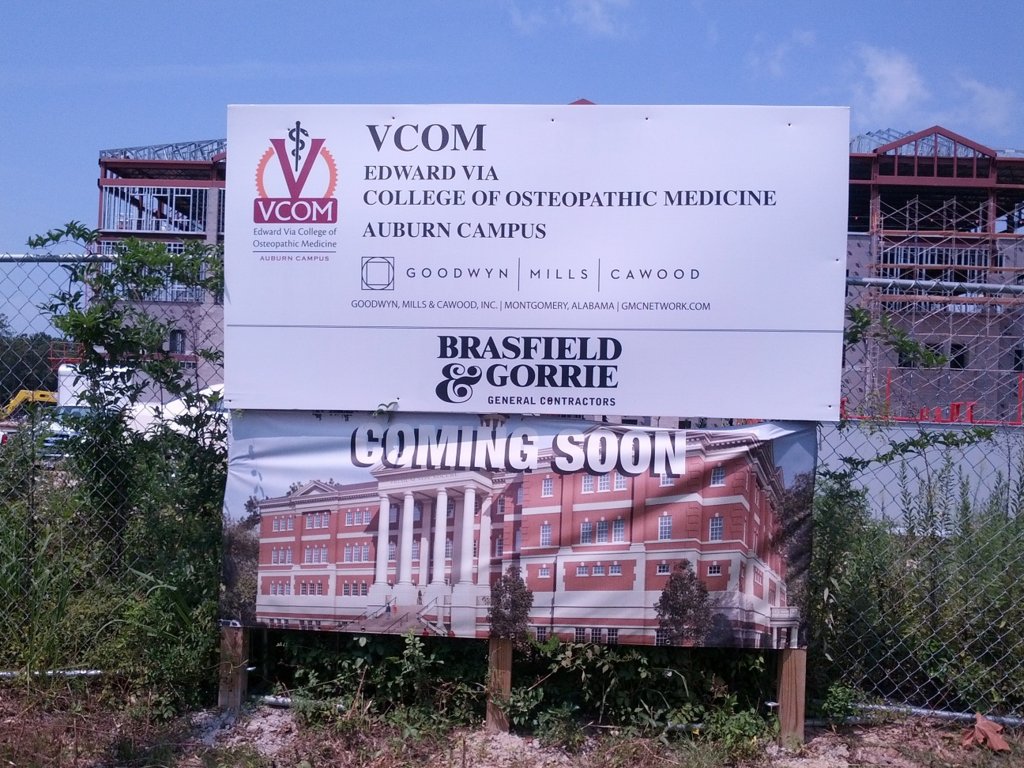 VCOM
Edward Via College of
Osteopathic Medicine
AUBURN CAMPUS
VCOM
EDWARD VIA
COLLEGE OF OSTEOPATHIC MEDICINE
AUBURN CAMPUS
GOODWYN | MILLS | CAWOOD
GOODWYN, MILLS & CAWOOD, INC. | MONTGOMERY, ALABAMA | GMCNETWORK.COM
BRASFIELD
& GORRIE
GENERAL CONTRACTORS
COMING SOON